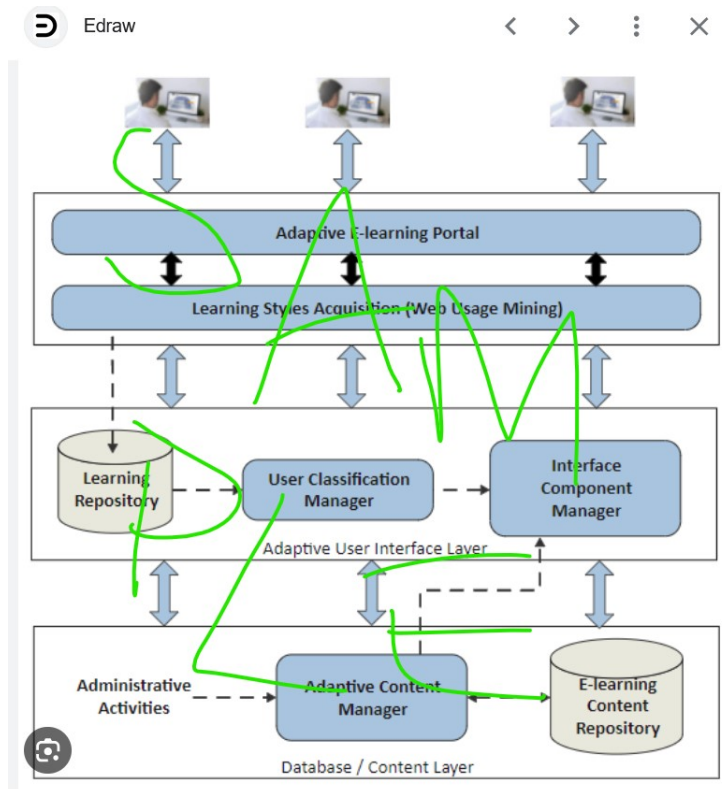 Edraw
Adaptive E-learning Portal
Learning Styles Acquisition (Web Usage Mining)
Learning
Repository
User Classification
Manager
Interface
Component
Manager
Adaptive User Interface Layer
Administrative
Activities
Adaptive Content
Manager
E-learning
Content
Repository
Database / Content Layer
SAMPLE